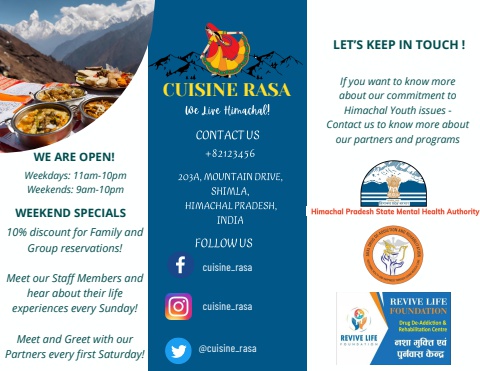 WE ARE OPEN!
Weekdays: 11am-10pm
Weekends: 9am-10pm
WEEKEND SPECIALS
10% discount for Family and
Group reservations!
Meet our Staff Members and
hear about their life
experiences every Sunday!
Meet and Greet with our
Partners every first Saturday!
CUISINE RASA
We Live Himachal!
CONTACT US
+82123456
203A, MOUNTAIN DRIVE,
SHIMLA,
HIMACHAL PRADESH,
INDIA
FOLLOW US
cuisine_rasa
cuisine_rasa
@cuisine_rasa
LET'S KEEP IN TOUCH !
If you want to know more
about our commitment to
Himachal Youth issues -
Contact us to know more about
our partners and programs
Himachal Pradesh State Mental Health Authority
REVIVE LIFE
FOUNDATION
REVIVE LIFE
FOUNDATION
Drug De-Addiction &
Rehabilitation Centre
नशा मुक्ति एवं
पुर्नवास केन्द्र